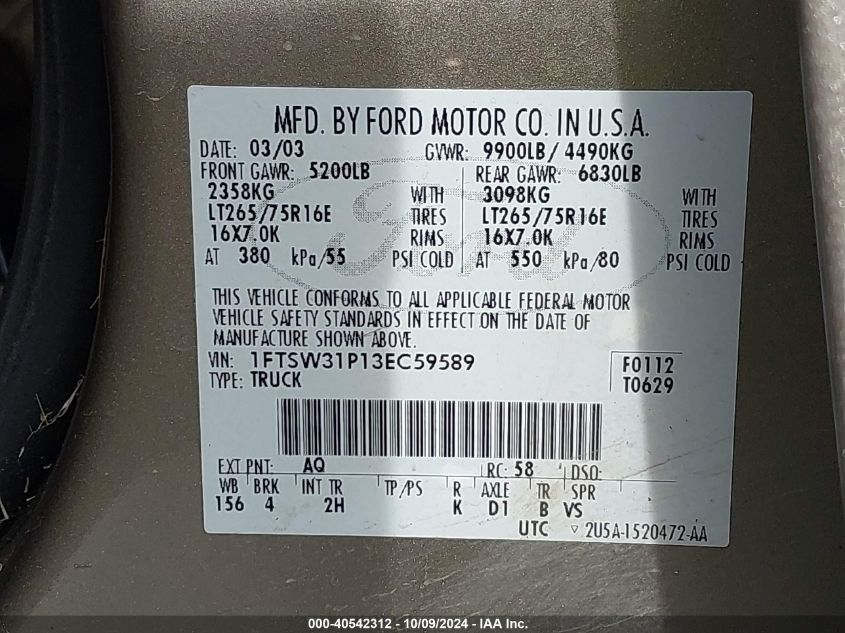 MFD. BY FORD MOTOR CO. IN U.S.A.
DATE: 03/03 GVWR: 9900LB/ 4490KG
FRONT GAWR: 5200LB REAR GAWR: 6830LB
2358KG WITH 3098KG WITH
LT265/75R16E TIRES LT265/75R16E TIRES
16X7.0K RIMS 16X7.0K RIMS
AT 380 kPa/55 PSI COLD AT 550 kPa/80 PSI COLD
Ford
THIS VEHICLE CONFORMS TO ALL APPLICABLE FEDERAL MOTOR
VEHICLE SAFETY STANDARDS IN EFFECT ON THE DATE OF
MANUFACTURE SHOWN ABOVE.
VIN: 1FTSW31P13EC59589 F0112
TYPE: TRUCK T0629
EXT PNT: AQ RC: 58 DSO:
WB BRK INT TR TP/PS R AXLE TR SPR
156 4 2H K D1 B VS
UTC ▽ 2U5A-1520472-AA
000-40542312 - 10/09/2024 - IAA Inc.